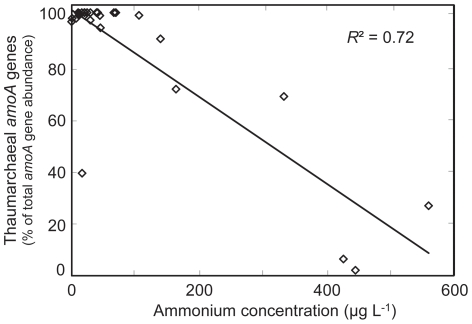 Thaumarchaeal amoA genes
(% of total amoA gene abundance)
100
80
60
40
20
0
R² = 0.72
0 200 400 600
Ammonium concentration (µg L⁻¹)